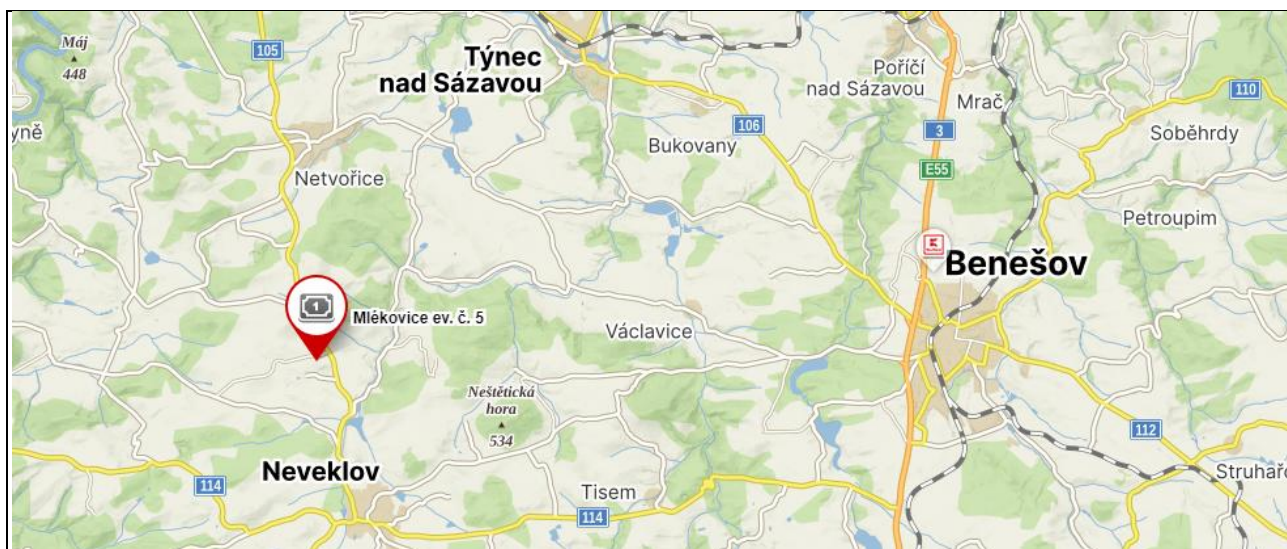 Máj
448
105
Týnec
nad Sázavou
Poříčí
nad Sázavou
Mrač
110
106
3
Soběhrdy
Bukovany
E55
Netvořice
Petroupim
K
Benešov
1
Mlékovice ev. č. 5
Václavice
Neštětická
hora
534
112
Neveklov
114
Tisem
114